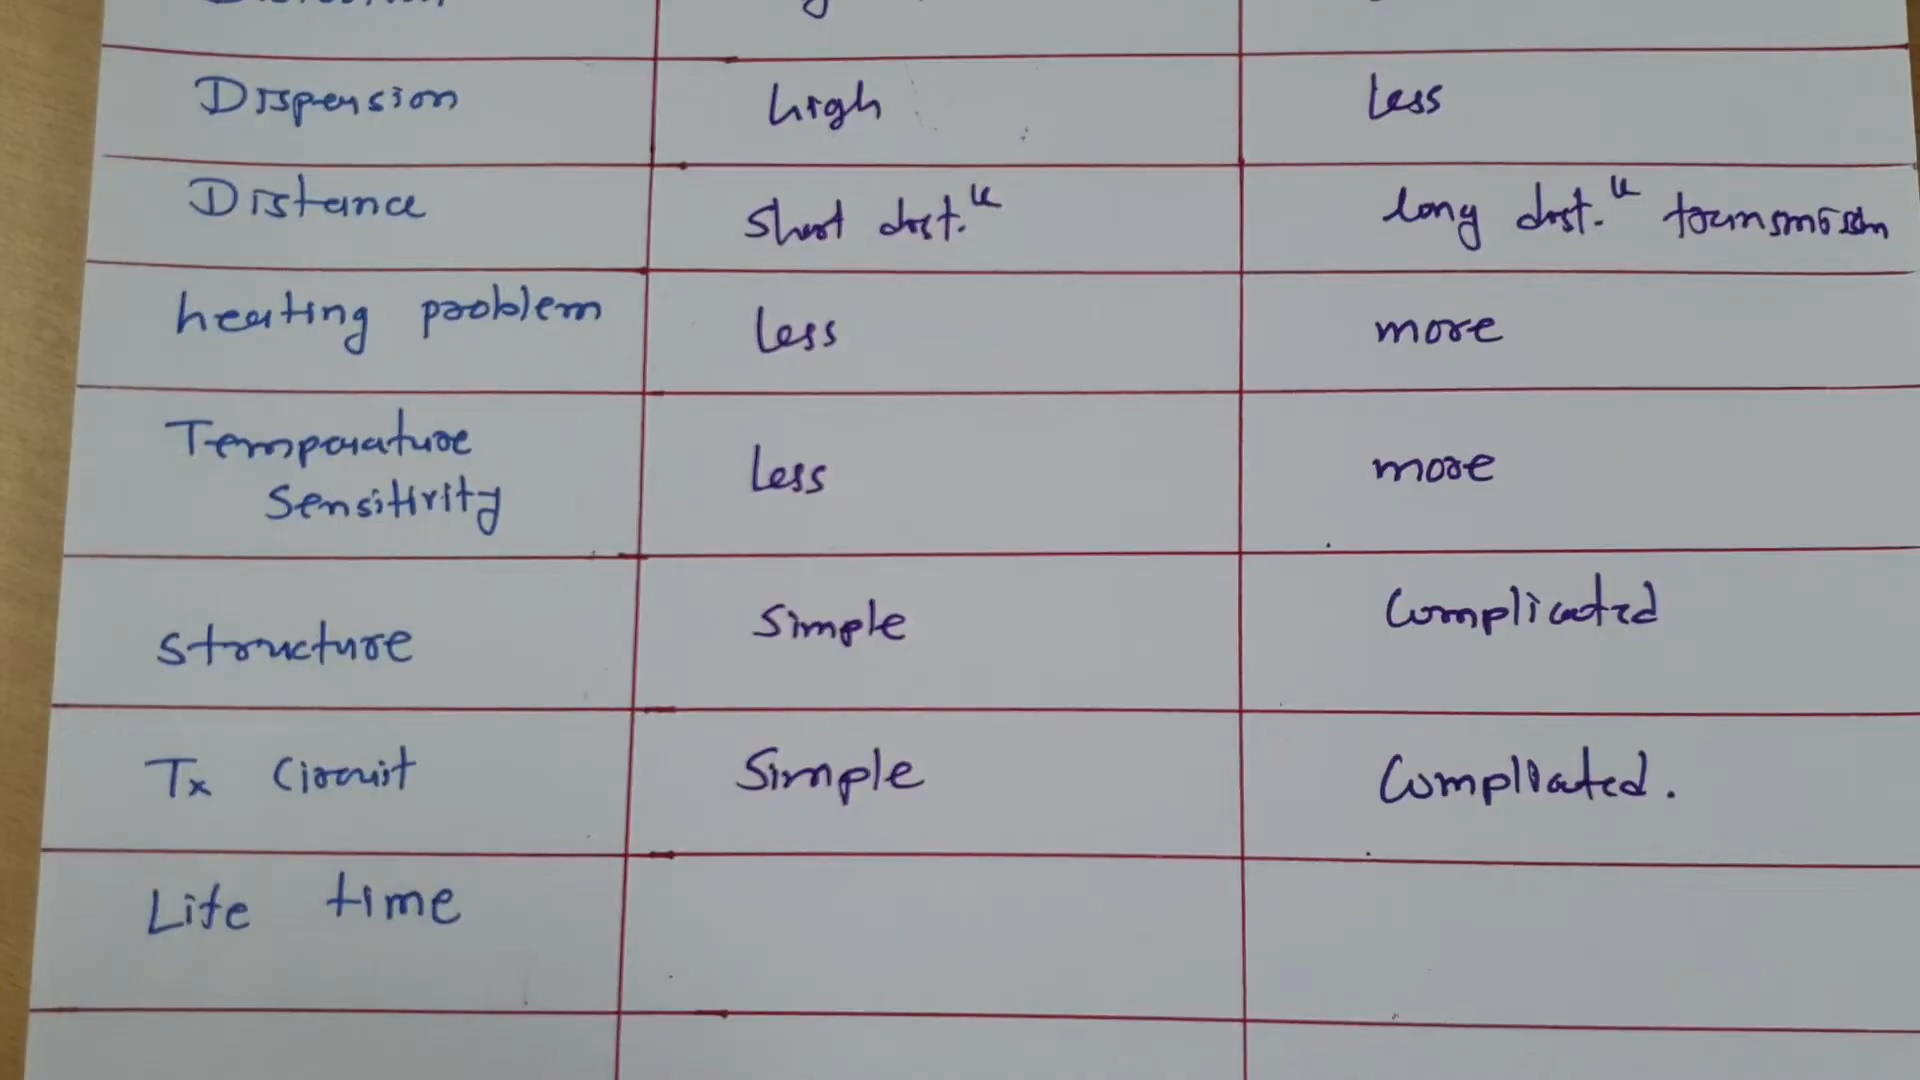 Dispersion high less
Distance short dist.ᵏ long dist.ᵏ transmission
heating problem less more
Temperature less more
Sensitivity
structure simple Complicated
Tx Circuit Simple Complicated.
Life time